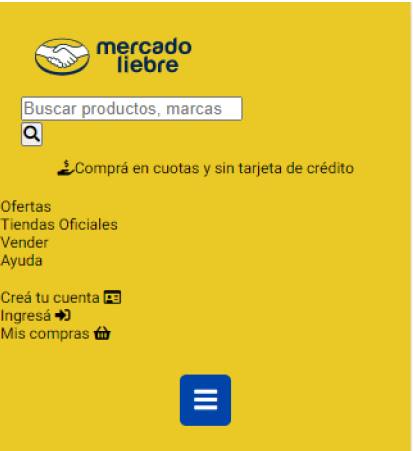 mercado
liebre
Buscar productos, marcas
Comprá en cuotas y sin tarjeta de crédito
Ofertas
Tiendas Oficiales
Vender
Ayuda
Creá tu cuenta
Ingresá
Mis compras